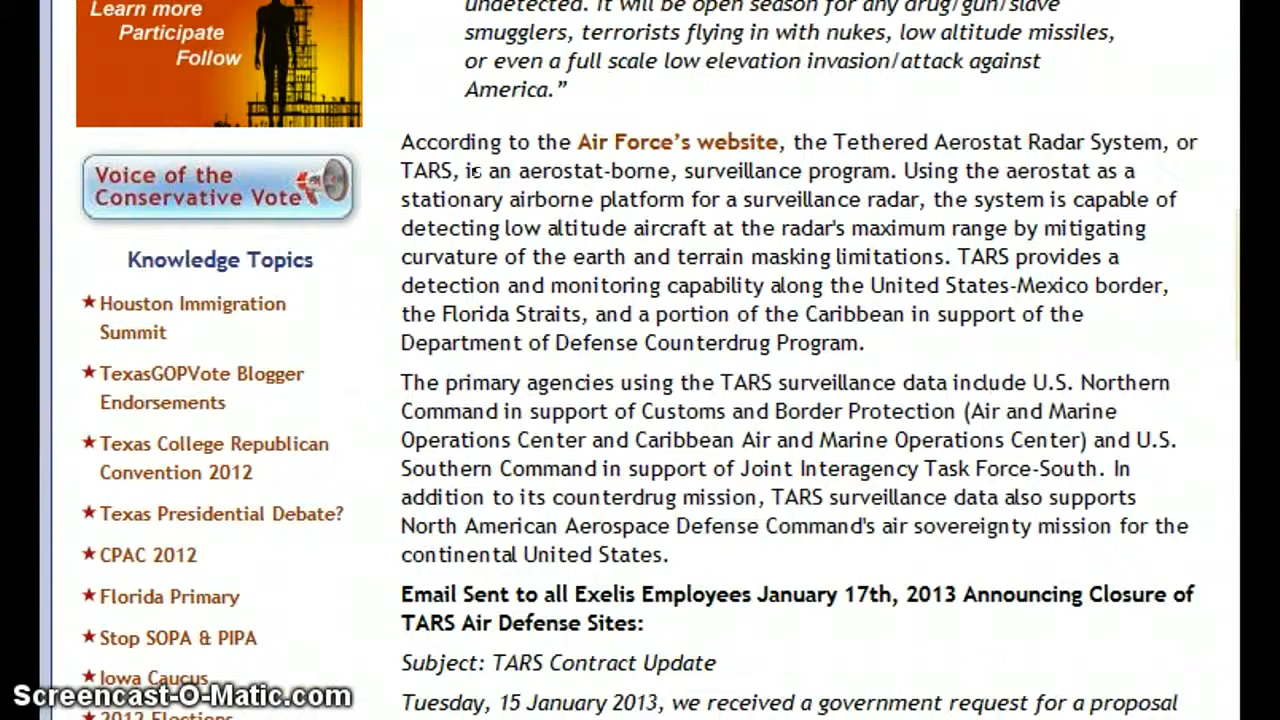 Learn more
Participate
Follow
Voice of the
Conservative Vote
Knowledge Topics
Houston Immigration
Summit
TexasGOPVote Blogger
Endorsements
Texas College Republican
Convention 2012
Texas Presidential Debate?
CPAC 2012
Florida Primary
Stop SOPA & PIPA
Iowa Caucus
2012 Elections
undetected. It will be open season for any drug/gun/slave
smugglers, terrorists flying in with nukes, low altitude missiles,
or even a full scale low elevation invasion/attack against
America.”
According to the Air Force’s website, the Tethered Aerostat Radar System, or
TARS, is an aerostat-borne, surveillance program. Using the aerostat as a
stationary airborne platform for a surveillance radar, the system is capable of
detecting low altitude aircraft at the radar's maximum range by mitigating
curvature of the earth and terrain masking limitations. TARS provides a
detection and monitoring capability along the United States-Mexico border,
the Florida Straits, and a portion of the Caribbean in support of the
Department of Defense Counterdrug Program.
The primary agencies using the TARS surveillance data include U.S. Northern
Command in support of Customs and Border Protection (Air and Marine
Operations Center and Caribbean Air and Marine Operations Center) and U.S.
Southern Command in support of Joint Interagency Task Force-South. In
addition to its counterdrug mission, TARS surveillance data also supports
North American Aerospace Defense Command's air sovereignty mission for the
continental United States.
Email Sent to all Exelis Employees January 17th, 2013 Announcing Closure of
TARS Air Defense Sites:
Subject: TARS Contract Update
Tuesday, 15 January 2013, we received a government request for a proposal
Screencast-O-Matic.com